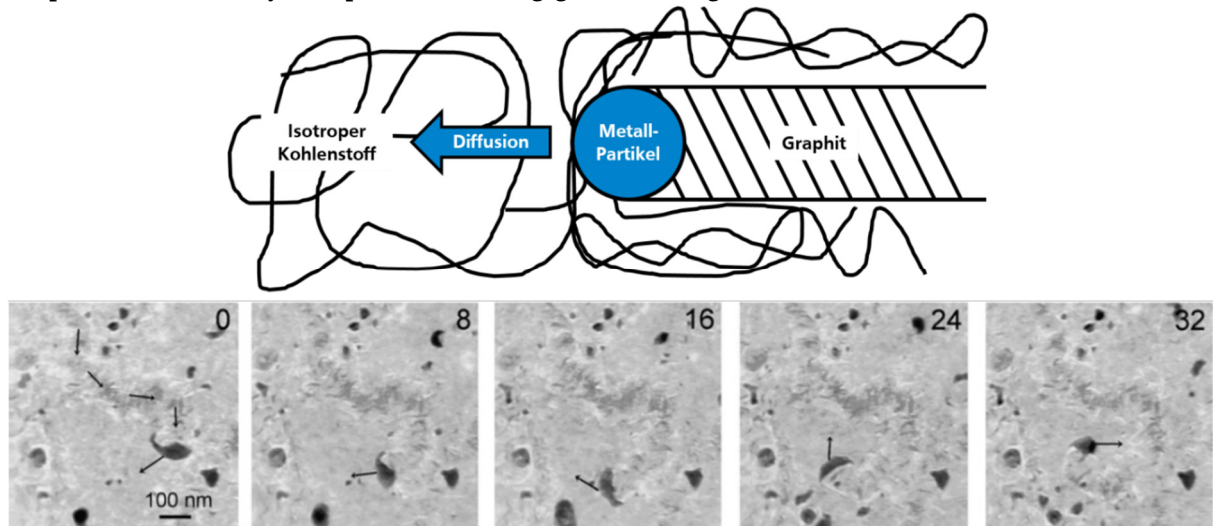 Isotroper
Kohlenstoff
Diffusion
Metall-
Partikel
Graphit
0
8
16
24
32
100 nm